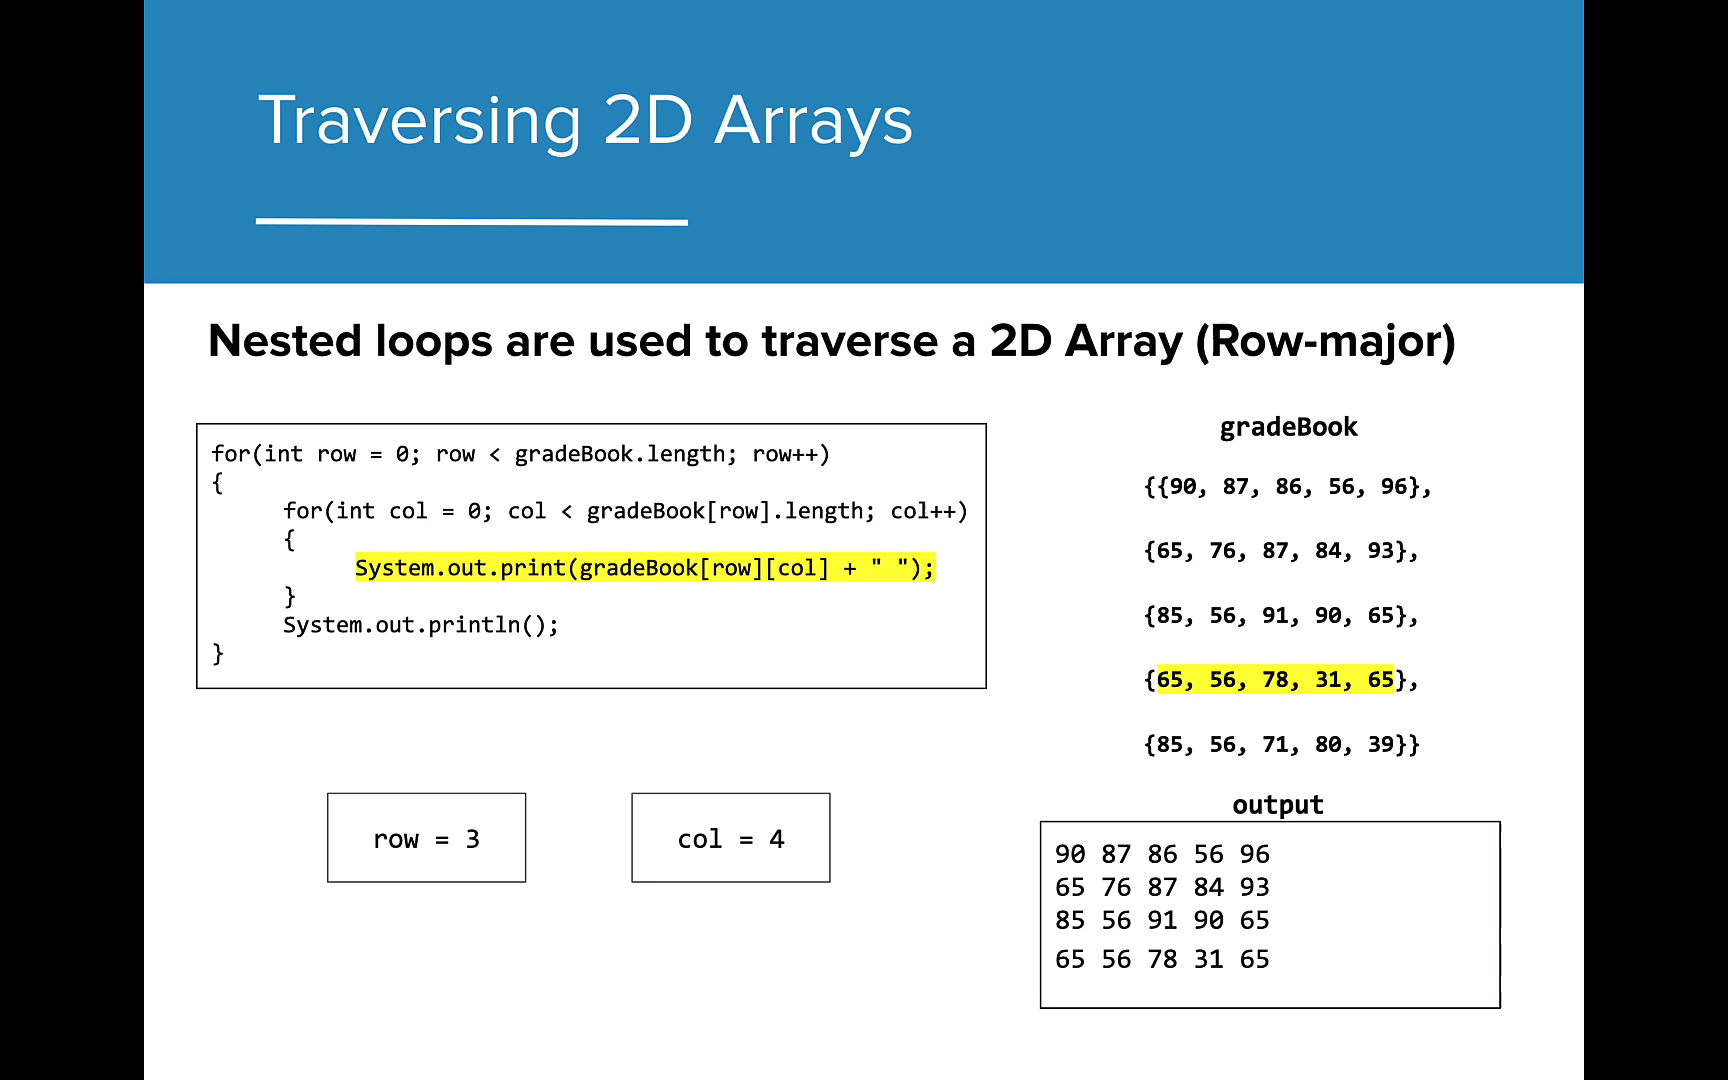 Traversing 2D Arrays
Nested loops are used to traverse a 2D Array (Row-major)
for(int row = 0; row < gradeBook.length; row++)
{
for(int col = 0; col < gradeBook[row].length; col++)
{
System.out.print(gradeBook[row][col] + " ");
}
System.out.println();
}
row = 3
col = 4
gradeBook
{{90, 87, 86, 56, 96},
{65, 76, 87, 84, 93},
{85, 56, 91, 90, 65},
{65, 56, 78, 31, 65},
{85, 56, 71, 80, 39}}
output
90 87 86 56 96
65 76 87 84 93
85 56 91 90 65
65 56 78 31 65